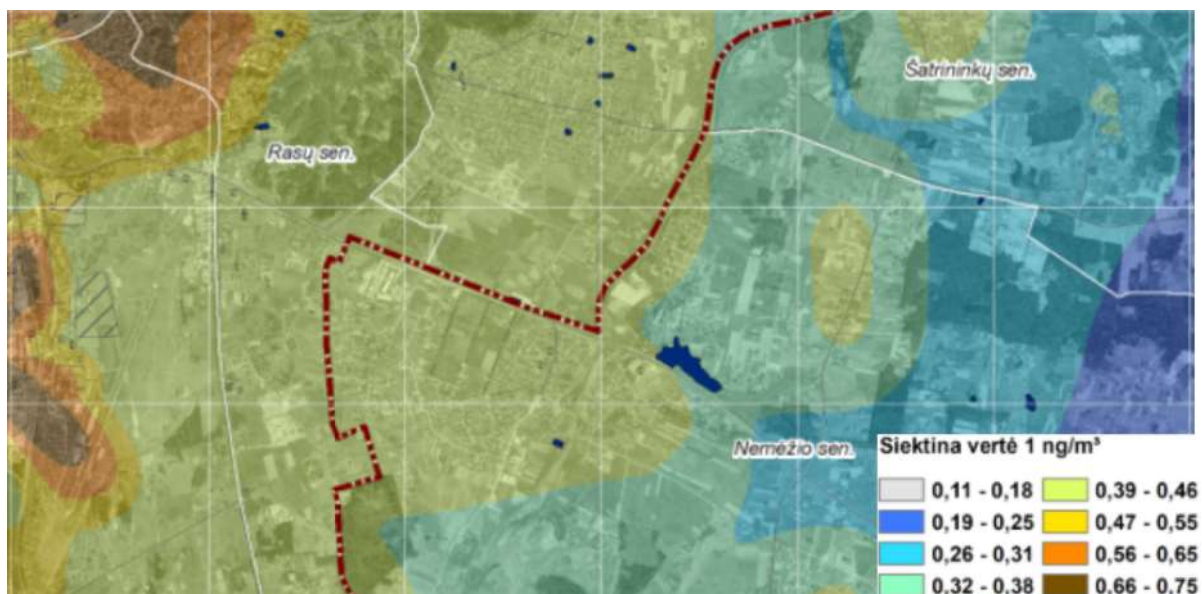 Šatrininkų sen.
Rasų sen.
Nemėžio sen.
Siektina vertė 1 ng/m³
0,11 - 0,18
0,39 - 0,46
0,19 - 0,25
0,47 - 0,55
0,26 - 0,31
0,56 - 0,65
0,32 - 0,38
0,66 - 0,75